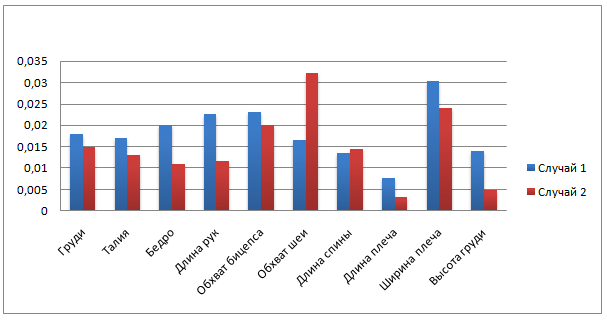 0,035
0,03
0,025
0,02
0,015
0,01
0,005
0
Груди
Талия
Бедро
Длина рук
Обхват бицепса
Обхват шеи
Длина спины
Длина плеча
Ширина плеча
Высота груди
Случай 1
Случай 2